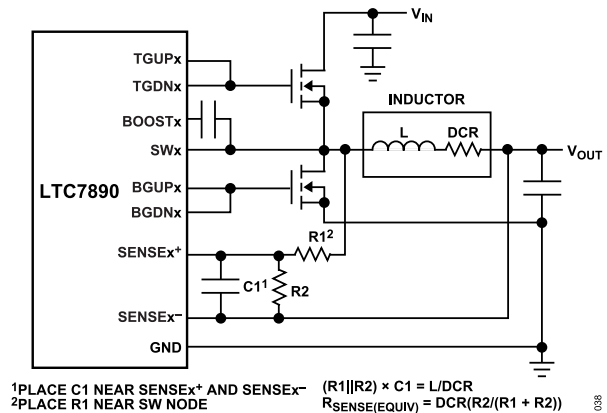 V_IN
TGUPx
TGDNx
INDUCTOR
BOOSTx
L
DCR
SWx
V_OUT
LTC7890
BGUPx
BGDNx
R1²
SENSEx⁺
C1¹
R2
SENSEx⁻
GND
¹PLACE C1 NEAR SENSEx⁺ AND SENSEx⁻
²PLACE R1 NEAR SW NODE
(R1||R2) × C1 = L/DCR
R_SENSE(EQUIV) = DCR(R2/(R1 + R2))
038